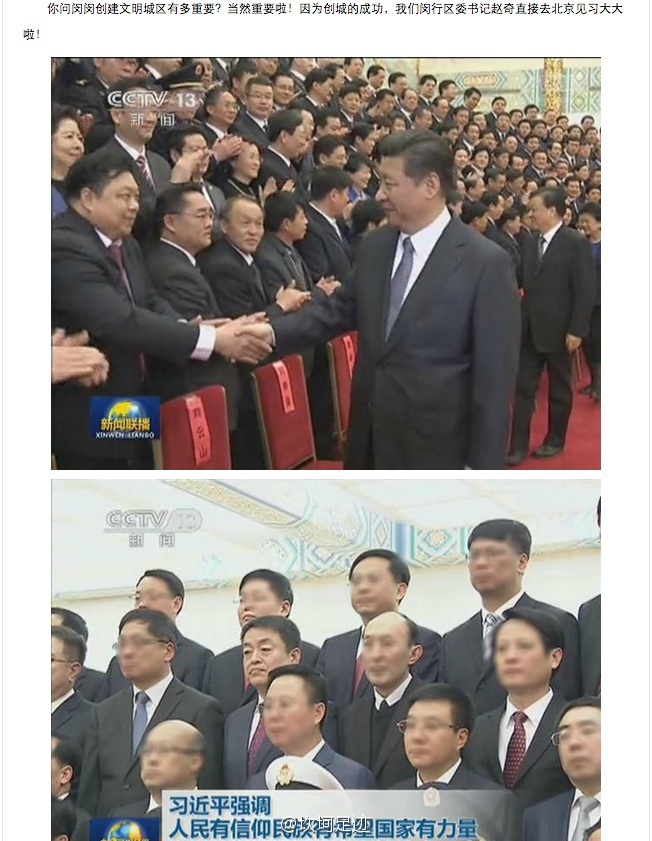 你问闵闵创建文明城区有多重要？当然重要啦！因为创城的成功，我们闵行区委书记赵奇直接去北京见习大大
啦！
CCTV 13
新闻
新闻联播
XINWEN LIANBO
刘云山
CCTV 13
新闻
习近平强调
人民有信仰民族有希望国家有力量